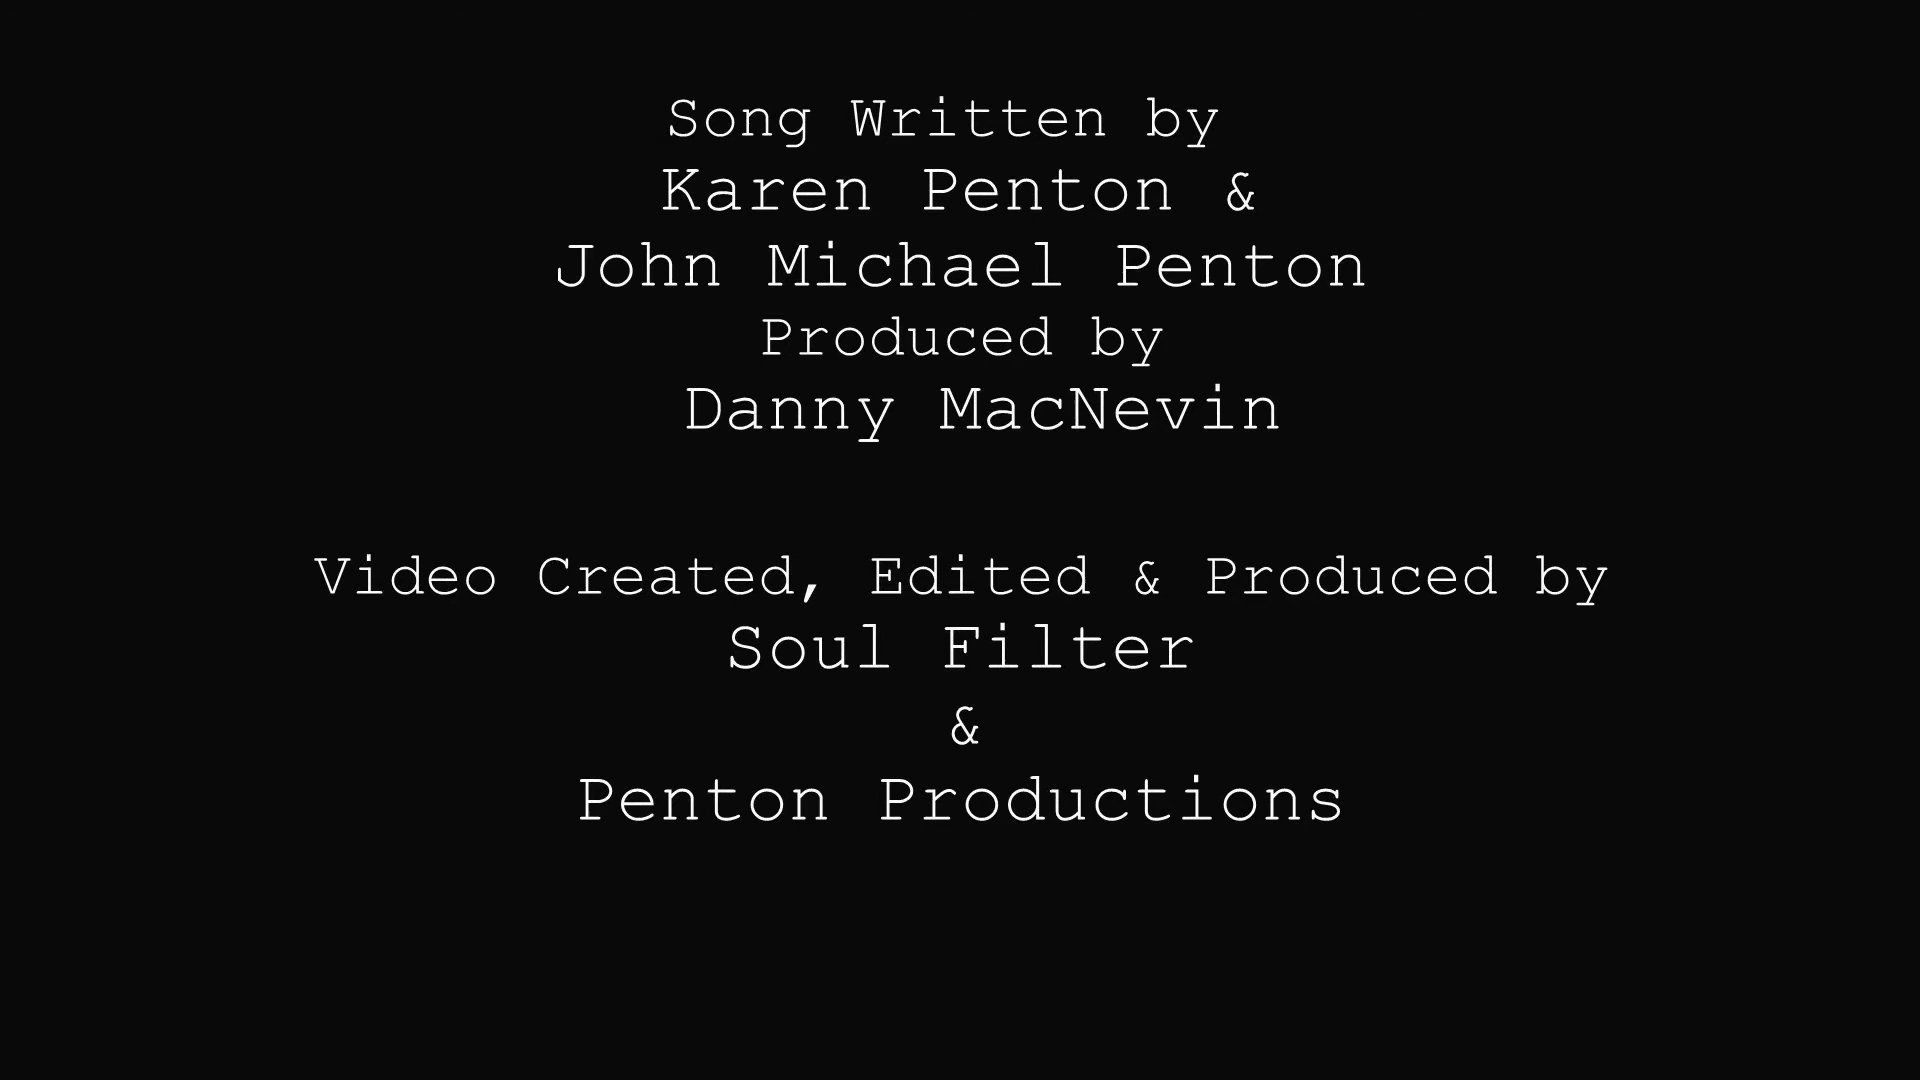 Song Written by
Karen Penton &
John Michael Penton
Produced by
Danny MacNevin
Video Created, Edited & Produced by
Soul Filter
&
Penton Productions